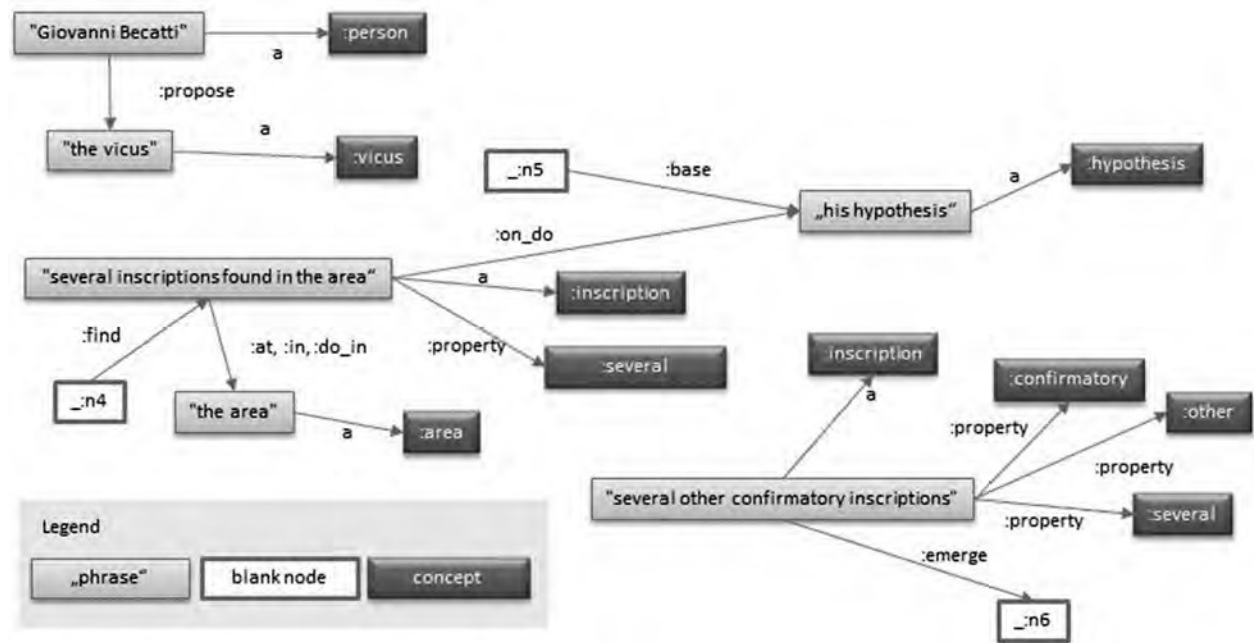 "Giovanni Becatti"
:person
a
:propose
"the vicus"
a
:vicus
_:n5
:base
„his hypothesis“
a
:hypothesis
:on_do
"several inscriptions found in the area“
a
:inscription
:find
:at, :in, :do_in
:property
:several
_:n4
"the area"
a
:area
:inscription
a
:confirmatory
:property
:other
:property
"several other confirmatory inscriptions"
:property
:several
:emerge
_:n6
Legend
„phrase“
blank node
concept